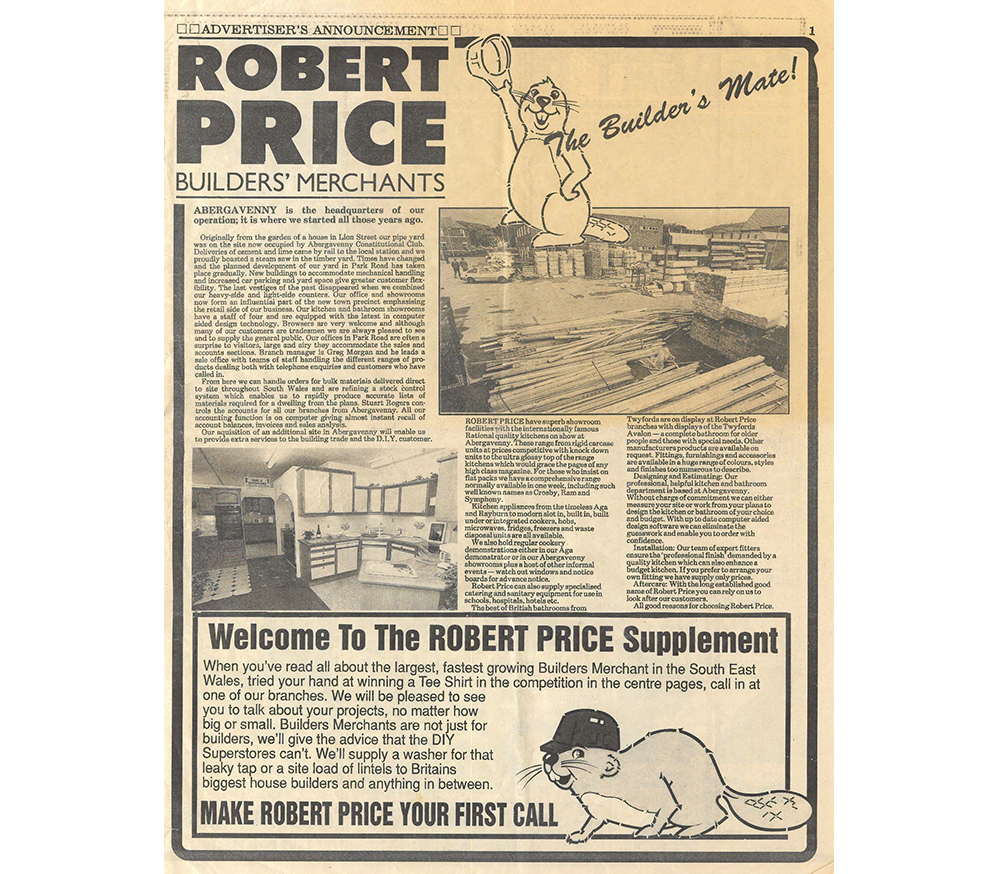 □□ADVERTISER'S ANNOUNCEMENT□□
1
ROBERT
PRICE
BUILDERS' MERCHANTS
The Builder's Mate!
ABERGAVENNY is the headquarters of our
operation; it is where we started all those years ago.
Originally from the garden of a house in Lion Street our pipe yard
was on the site now occupied by Abergavenny Constitutional Club.
Deliveries of cement and lime came by rail to the local station and we
proudly boasted a steam saw in the timber yard. Times have changed
and the planned development of our yard in Park Road has taken
place gradually. New buildings to accommodate mechanical handling
and increased car parking and yard space give greater customer flex-
ibility. The last vestiges of the past disappeared when we combined
our heavy-side and light-side counters. Our office and showrooms
now form an influential part of the new town precinct emphasising
the retail side of our business. Our kitchen and bathroom showrooms
have a staff of four and are equipped with the latest in computer
aided design technology. Browsers are very welcome and although
many of our customers are tradesmen we are always pleased to see
and to supply the general public. Our offices in Park Road are often a
surprise to visitors, large and airy they accommodate the sales and
accounts sections. Branch manager is Greg Morgan and he leads a
sale office with teams of staff handling the different ranges of pro-
ducts dealing both with telephone enquiries and customers who have
called in.
From here we can handle orders for bulk materials delivered direct
to site throughout South Wales and are refining a stock control
system which enables us to rapidly produce accurate lists of
materials required for a dwelling from the plans. Stuart Rogers con-
trols the accounts for all our branches from Abergavenny. All our
accounting function is on computer giving almost instant recall of
account balances, invoices and sales analysis.
Our acquisition of an additional site in Abergavenny will enable us
to provide extra services to the building trade and the D.I.Y. customer.
ROBERT PRICE have superb showroom
facilities with the internationally famous
Rational quality kitchens on show at
Abergavenny. These range from rigid carcase
units at prices competitive with knock down
units to the ultra glossy top of the range
kitchens which would grace the pages of any
high class magazine. For those who insist on
flat packs we have a comprehensive range
normally available in one week, including such
well known names as Crosby, Ram and
Symphony.
Kitchen appliances from the timeless Aga
and Rayburn to modern slot in, built in, built
under or integrated cookers, hobs,
microwaves, fridges, freezers and waste
disposal units are all available.
We also hold regular cookery
demonstrations either in our Aga
demonstrator or in our Abergavenny
showrooms plus a host of other informal
events — watch out windows and notice
boards for advance notice.
Robert Price can also supply specialised
catering and sanitary equipment for use in
schools, hospitals, hotels etc.
The best of British bathrooms from
Twyfords are on display at Robert Price
branches with displays of the Twyfords
Avalon — a complete bathroom for older
people and those with special needs. Other
manufacturers products are available on
request. Fittings, furnishings and accessories
are available in a huge range of colours, styles
and finishes too numerous to describe.
Designing and Estimating: Our
professional, helpful kitchen and bathroom
department is based at Abergavenny.
Without charge of commitment we can either
measure your site or work from your plans to
design the kitchen or bathroom of your choice
and budget. With up to date computer aided
design software we can eliminate the
guesswork and enable you to order with
confidence.
Installation: Our team of expert fitters
ensure the 'professional finish' demanded by a
quality kitchen which can also enhance a
budget kitchen. If you prefer to arrange your
own fitting we have supply only prices.
Aftercare: With the long established good
name of Robert Price you can rely on us to
look after our customers.
All good reasons for choosing Robert Price.
Welcome To The ROBERT PRICE Supplement
When you've read all about the largest, fastest growing Builders Merchant in the South East
Wales, tried your hand at winning a Tee Shirt in the competition in the centre pages, call in at
one of our branches. We will be pleased to see
you to talk about your projects, no matter how
big or small. Builders Merchants are not just for
builders, we'll give the advice that the DIY
Superstores can't. We'll supply a washer for that
leaky tap or a site load of lintels to Britains
biggest house builders and anything in between.
MAKE ROBERT PRICE YOUR FIRST CALL